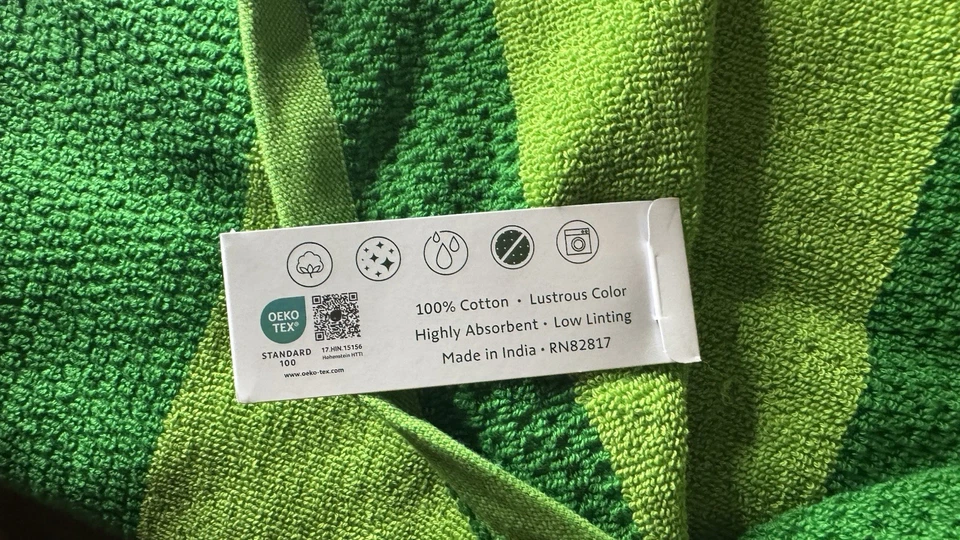 OEKO
TEX®
STANDARD
100
17.HIN.15156
Hohenstein HTTI
www.oeko-tex.com
100% Cotton • Lustrous Color
Highly Absorbent • Low Linting
Made in India • RN82817